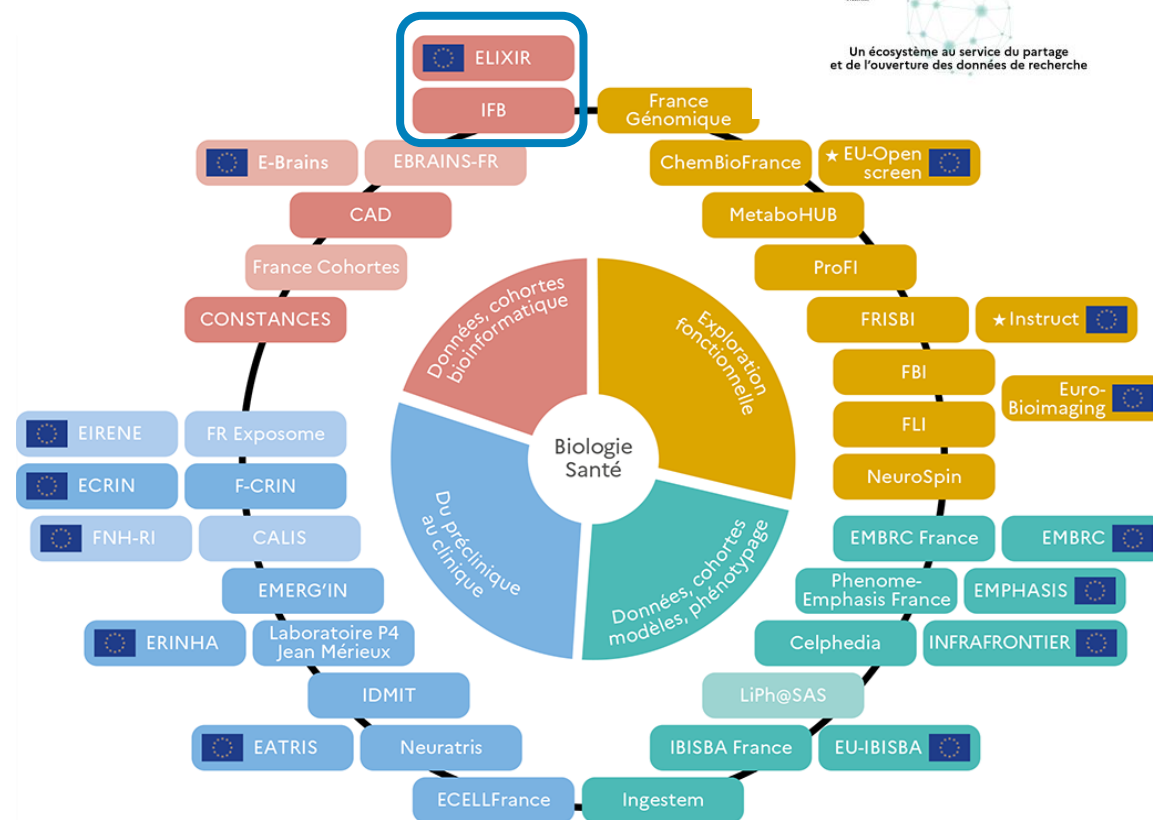 Un écosystème au service du partage
et de l'ouverture des données de recherche
ELIXIR
IFB
France
Génomique
E-Brains
EBRAINS-FR
ChemBioFrance
★ EU-Open
screen
CAD
MetaboHUB
France Cohortes
ProFI
CONSTANCES
FRISBI
★ Instruct
FBI
Euro-
Bioimaging
FLI
NeuroSpin
EIRENE
FR Exposome
ECRIN
F-CRIN
FNH-RI
CALIS
EMBRC France
EMBRC
EMERG'IN
Phenome-
Emphasis France
EMPHASIS
ERINHA
Laboratoire P4
Jean Mérieux
Celphedia
INFRAFRONTIER
IDMIT
LiPh@SAS
EATRIS
Neuratris
IBISBA France
EU-IBISBA
ECELLFrance
Ingestem
Données, cohortes
bioinformatique
Exploration
fonctionnelle
Biologie
Santé
Du préclinique
au clinique
Données, cohortes
modèles, phénotypage